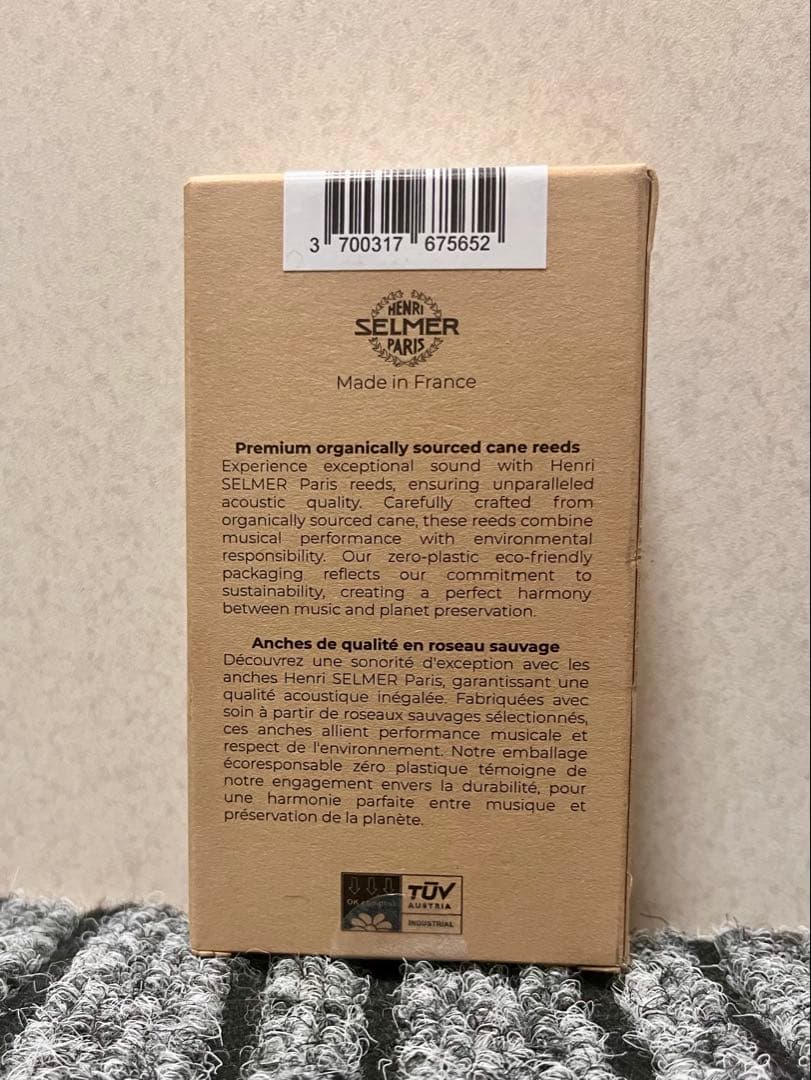 3 700317 675652
HENRI
SELMER
PARIS
Made in France
Premium organically sourced cane reeds
Experience exceptional sound with Henri
SELMER Paris reeds, ensuring unparalleled
acoustic quality. Carefully crafted from
organically sourced cane, these reeds combine
musical performance with environmental
responsibility. Our zero-plastic eco-friendly
packaging reflects our commitment to
sustainability, creating a perfect harmony
between music and planet preservation.
Anches de qualité en roseau sauvage
Découvrez une sonorité d'exception avec les
anches Henri SELMER Paris, garantissant une
qualité acoustique inégalée. Fabriquées avec
soin à partir de roseaux sauvages sélectionnés,
ces anches allient performance musicale et
respect de l'environnement. Notre emballage
écoresponsable zéro plastique témoigne de
notre engagement envers la durabilité, pour
une harmonie parfaite entre musique et
préservation de la planète.
OK compost
TÜV
AUSTRIA
INDUSTRIAL